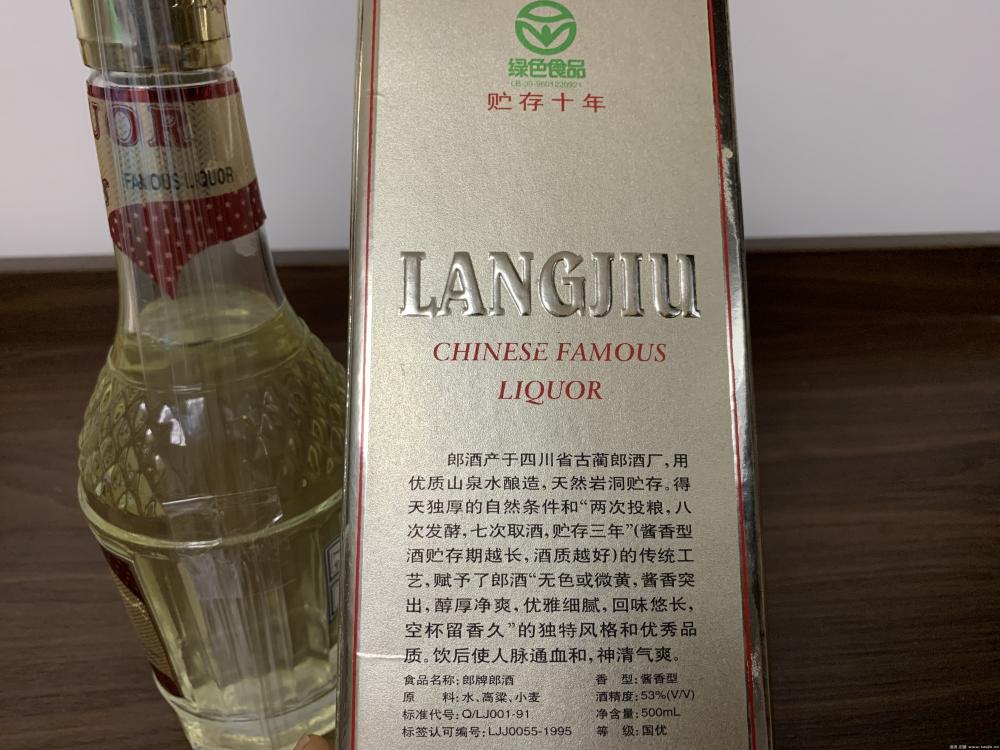 绿色食品
LB-39-9601220921
贮存十年
UOR
FAMOUS LIQUOR
LANGJIU
CHINESE FAMOUS
LIQUOR
郎酒产于四川省古蔺郎酒厂,用
优质山泉水酿造,天然岩洞贮存。得
天独厚的自然条件和“两次投粮,八
次发酵,七次取酒,贮存三年”(酱香型
酒贮存期越长,酒质越好)的传统工
艺,赋予了郎酒“无色或微黄,酱香突
出,醇厚净爽,优雅细腻,回味悠长,
空杯留香久”的独特风格和优秀品
质。饮后使人脉通血和,神清气爽。
食品名称:郎牌郎酒 香 型:酱香型
原 料:水、高粱、小麦 酒精度:53%(V/V)
标准代号:Q/LJ001-91 净含量:500mL
标签认可编号:LJJ0055-1995 等 级:国优